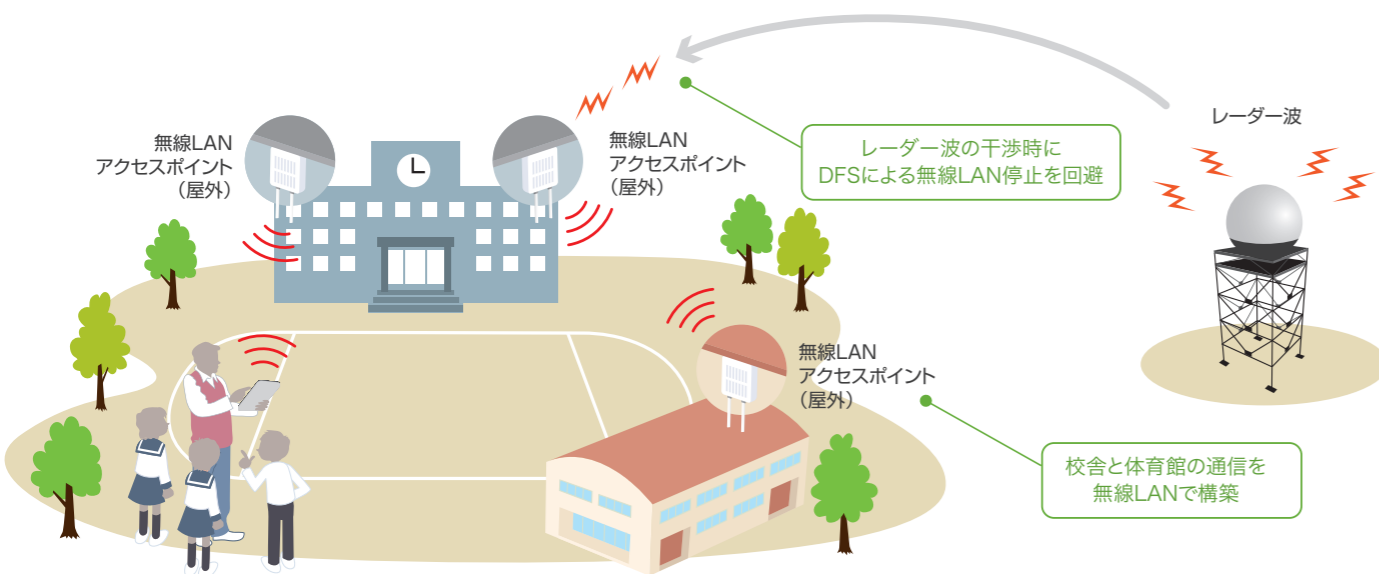 無線LAN
アクセスポイント
（屋外）
無線LAN
アクセスポイント
（屋外）
レーダー波の干渉時に
DFSによる無線LAN停止を回避
レーダー波
無線LAN
アクセスポイント
（屋外）
校舎と体育館の通信を
無線LANで構築